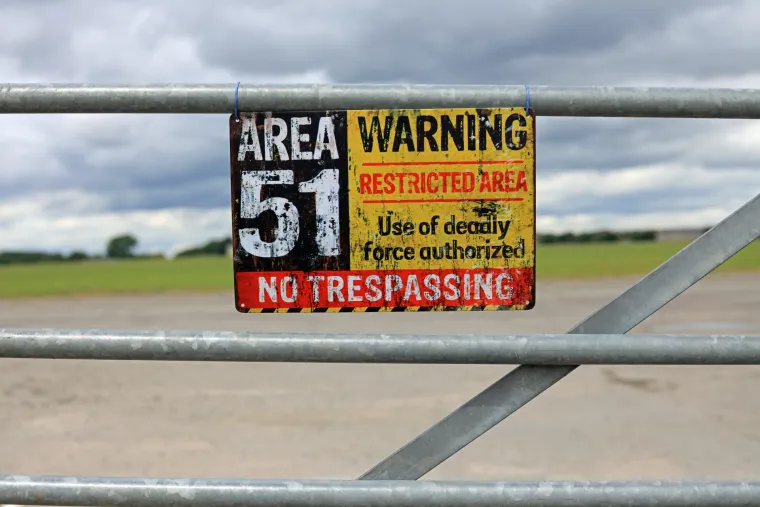 AREA
51
WARNING
RESTRICTED AREA
Use of deadly
force authorized
NO TRESPASSING